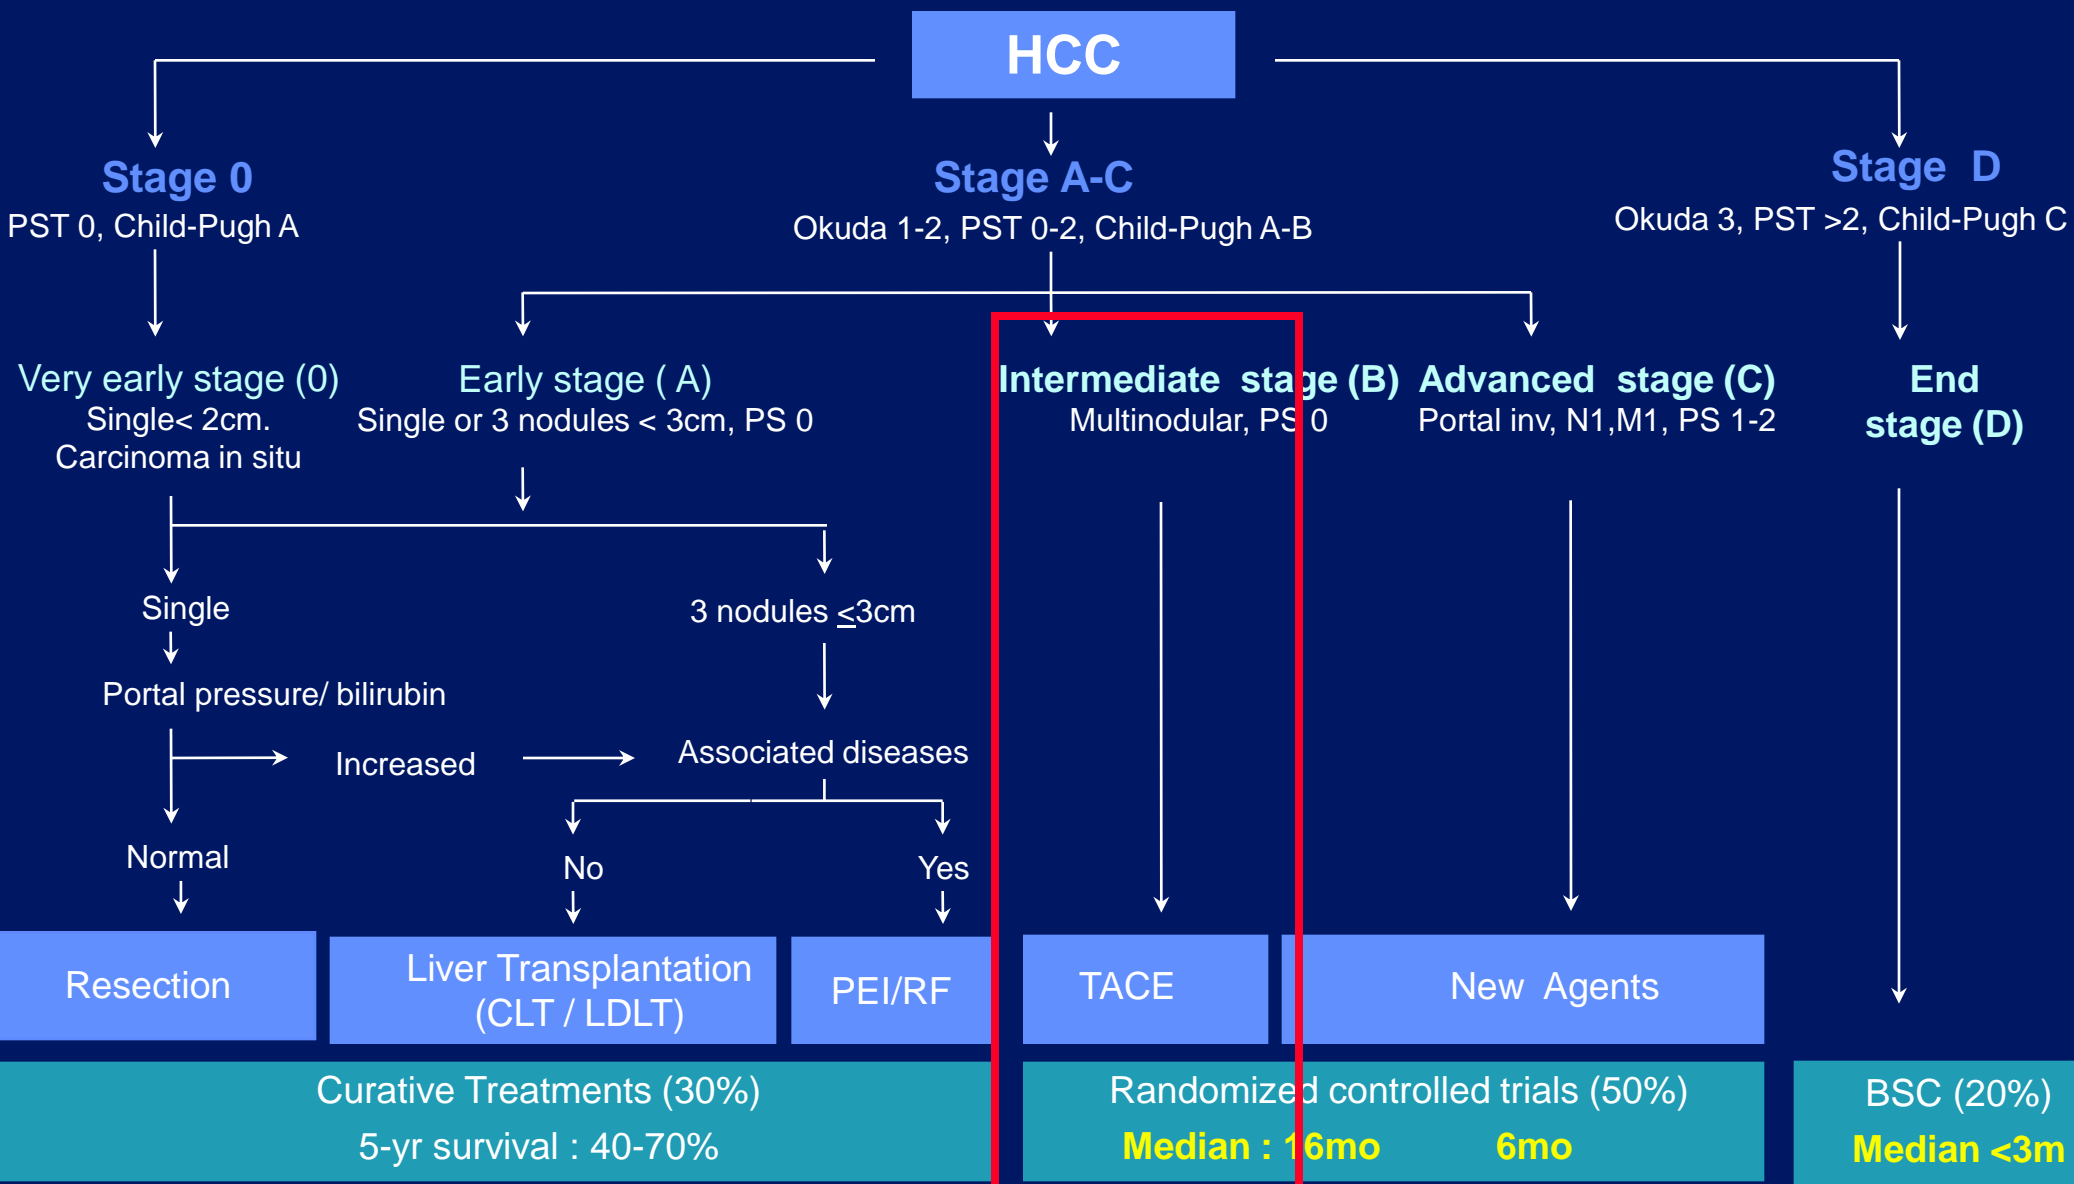 HCC
Stage 0
PST 0, Child-Pugh A
Stage A-C
Okuda 1-2, PST 0-2, Child-Pugh A-B
Stage D
Okuda 3, PST >2, Child-Pugh C
Very early stage (0)
Single< 2cm.
Carcinoma in situ
Early stage ( A)
Single or 3 nodules < 3cm, PS 0
Intermediate stage (B)
Multinodular, PS 0
Advanced stage (C)
Portal inv, N1,M1, PS 1-2
End
stage (D)
Single
3 nodules ≤3cm
Portal pressure/ bilirubin
Increased
Associated diseases
Normal
No
Yes
Resection
Liver Transplantation
(CLT / LDLT)
PEI/RF
TACE
New Agents
Curative Treatments (30%)
5-yr survival : 40-70%
Randomized controlled trials (50%)
Median : 16mo 6mo
BSC (20%)
Median <3m